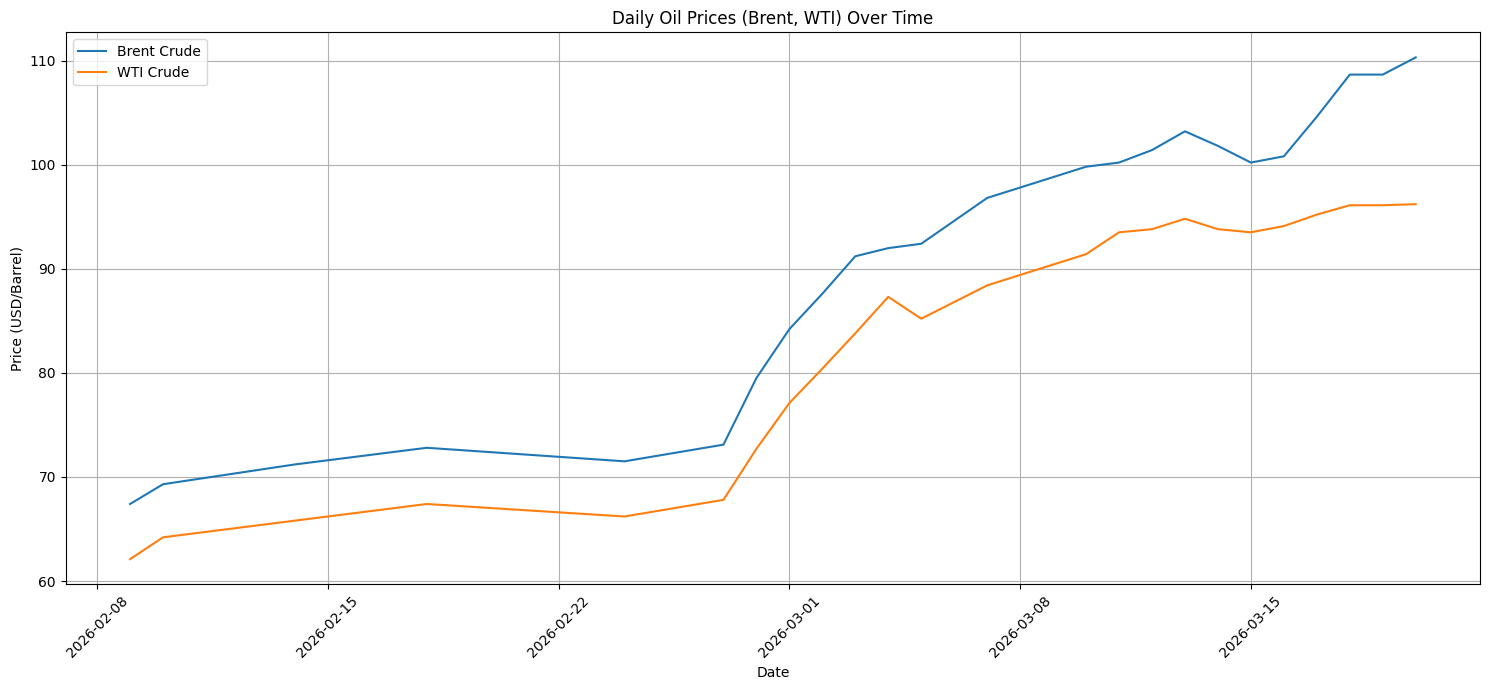 Daily Oil Prices (Brent, WTI) Over Time
Brent Crude
WTI Crude
110
100
90
80
70
60
Price (USD/Barrel)
2026-02-08
2026-02-15
2026-02-22
2026-03-01
2026-03-08
2026-03-15
Date